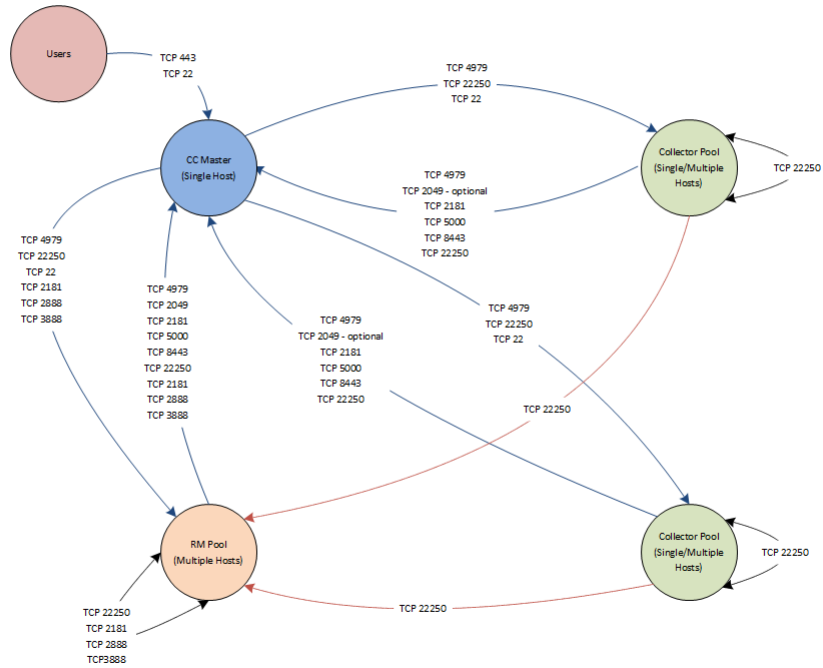 Users
TCP 443
TCP 22
TCP 4979
TCP 22250
TCP 22
CC Master
(Single Host)
Collector Pool
(Single/Multiple
Hosts)
TCP 22250
TCP 4979
TCP 2049 - optional
TCP 2181
TCP 5000
TCP 8443
TCP 22250
TCP 4979
TCP 22250
TCP 22
TCP 2181
TCP 2888
TCP 3888
TCP 4979
TCP 2049
TCP 2181
TCP 5000
TCP 8443
TCP 22250
TCP 2181
TCP 2888
TCP 3888
TCP 4979
TCP 2049 - optional
TCP 2181
TCP 5000
TCP 8443
TCP 22250
TCP 4979
TCP 22250
TCP 22
TCP 22250
RM Pool
(Multiple Hosts)
Collector Pool
(Single/Multiple
Hosts)
TCP 22250
TCP 22250
TCP 22250
TCP 2181
TCP 2888
TCP3888